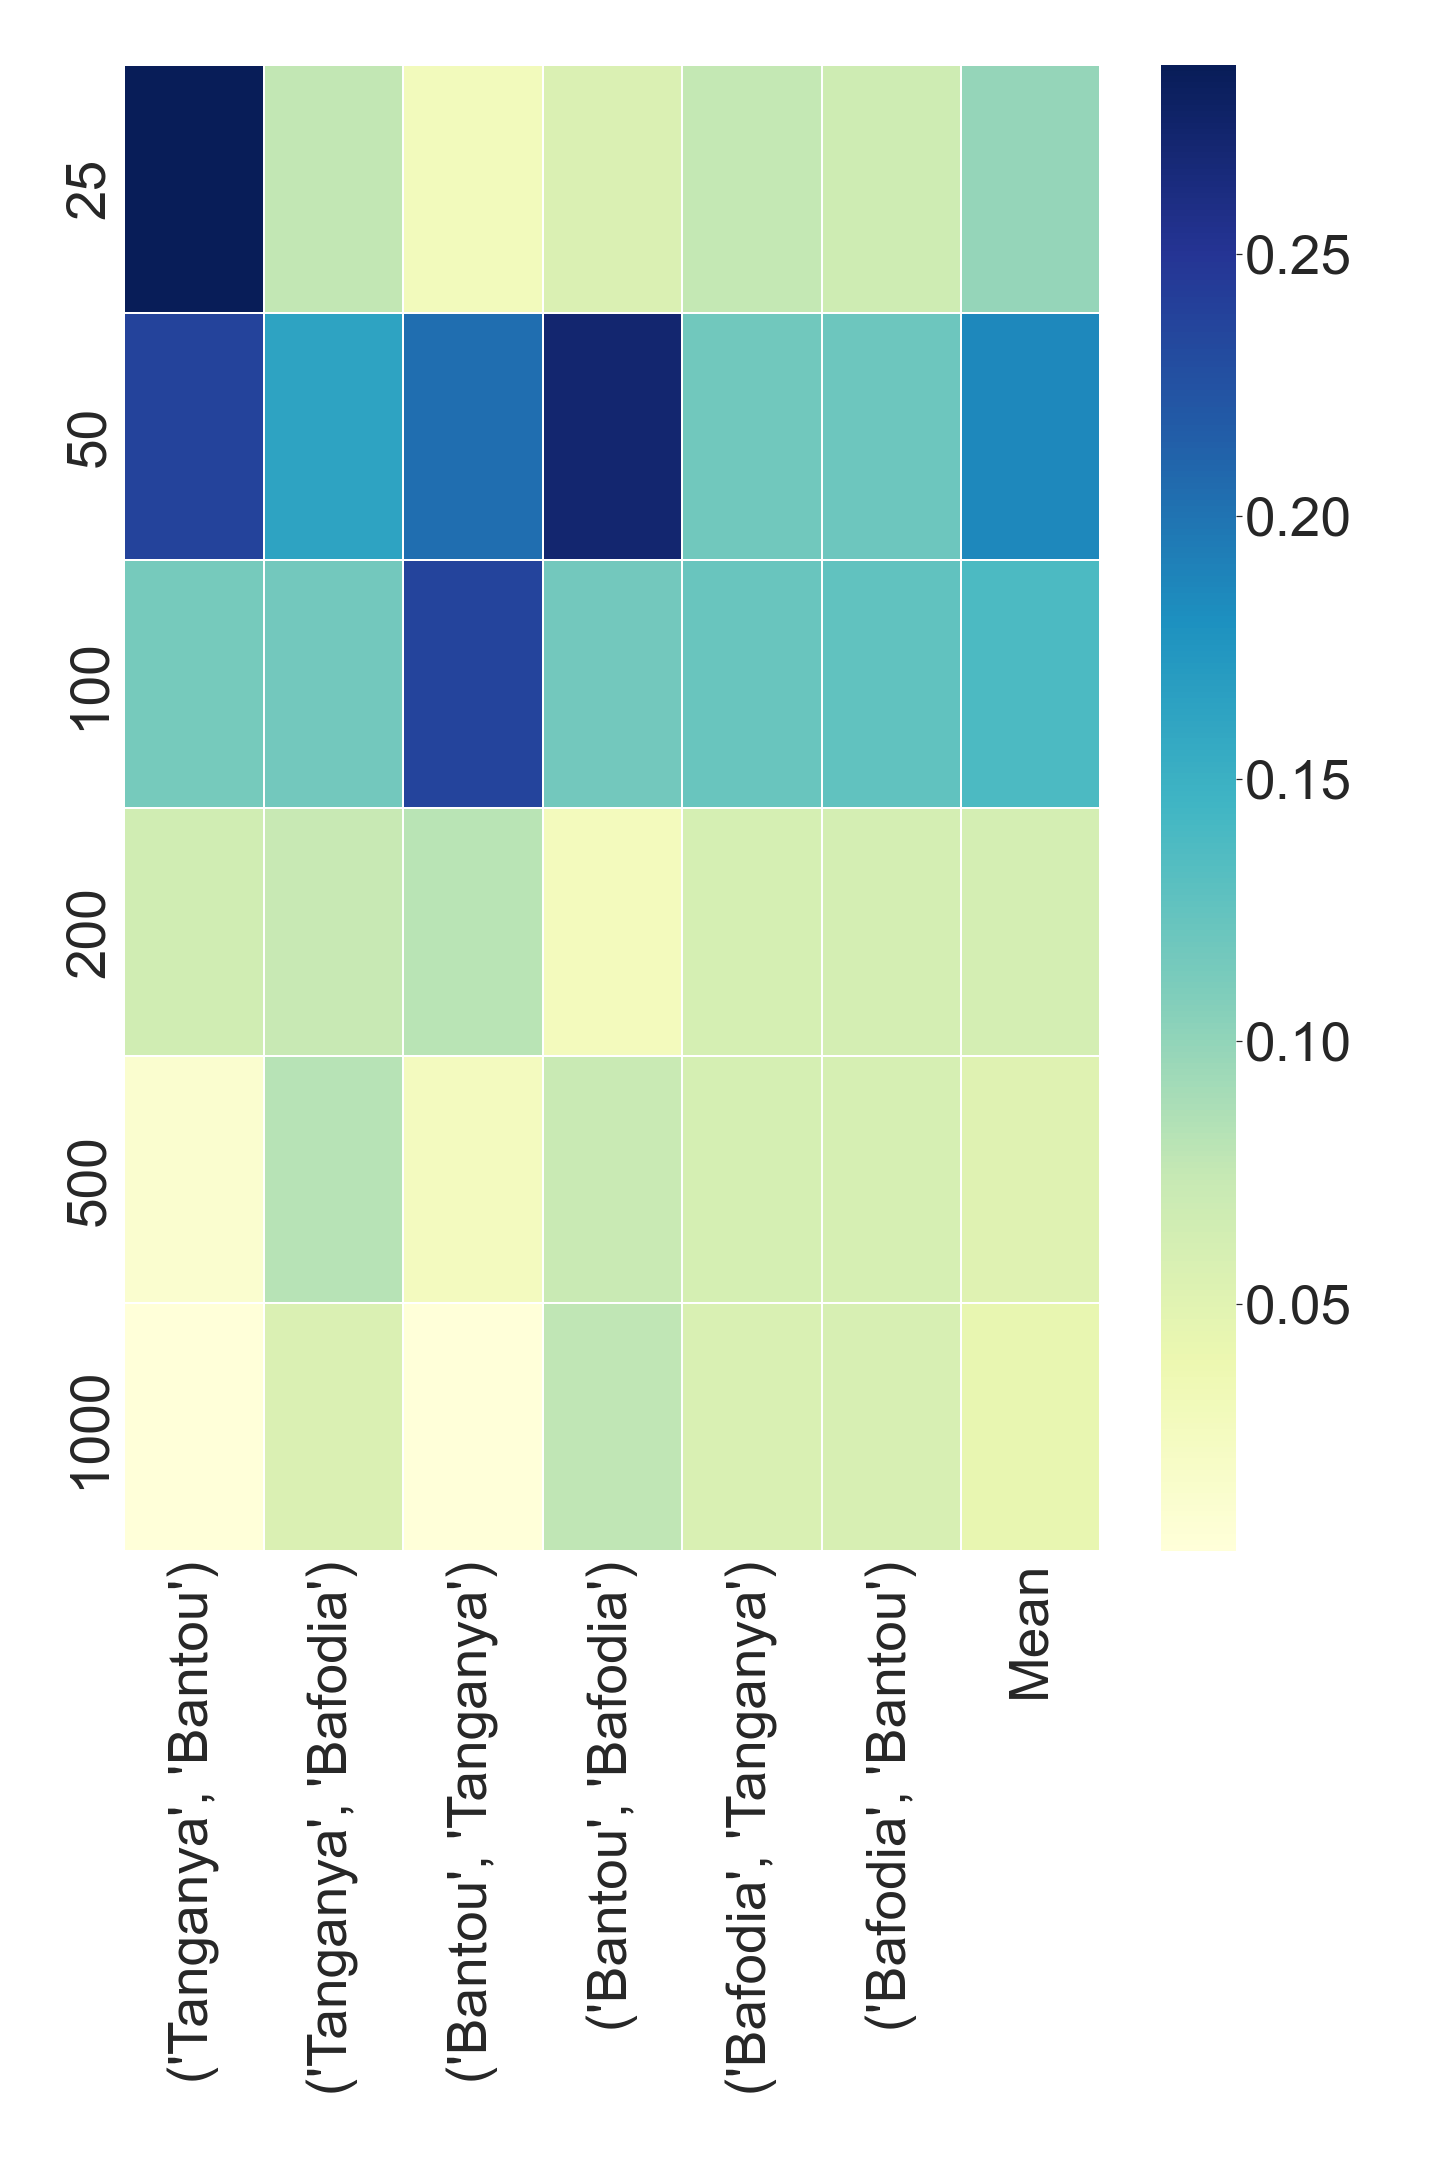 25
50
100
200
500
1000
('Tanganya', 'Bantou')
('Tanganya', 'Bafodia')
('Bantou', 'Tanganya')
('Bantou', 'Bafodia')
('Bafodia', 'Tanganya')
('Bafodia', 'Bantou')
Mean
0.25
0.20
0.15
0.10
0.05